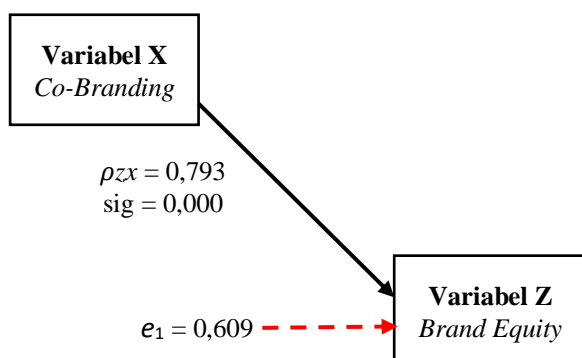 Variabel X
Co-Branding
ρzx = 0,793
sig = 0,000
Variabel Z
Brand Equity
e₁ = 0,609